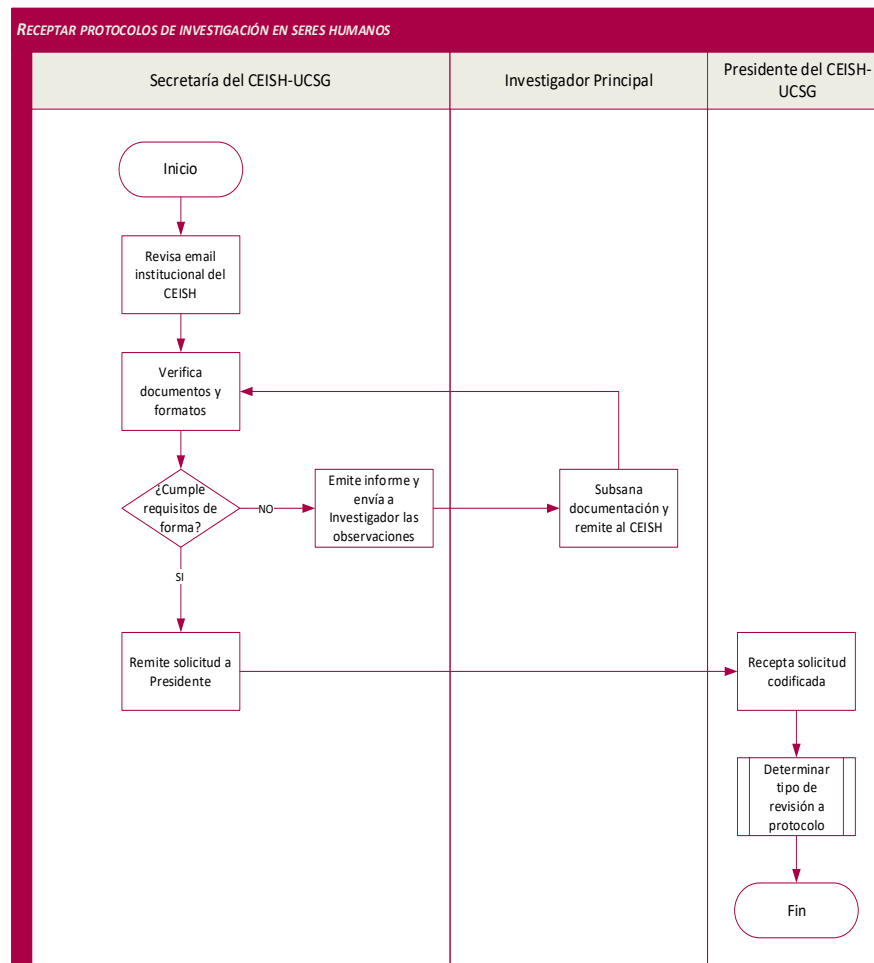 RECEPTAR PROTOCOLOS DE INVESTIGACIÓN EN SERES HUMANOS
Secretaría del CEISH-UCSG
Investigador Principal
Presidente del CEISH-
UCSG
Inicio
Revisa email
institucional del
CEISH
Verifica
documentos y
formatos
¿Cumple
requisitos de
forma?
NO
Emite informe y
envía a
Investigador las
observaciones
Subsana
documentación y
remite al CEISH
SI
Remite solicitud a
Presidente
Recepta solicitud
codificada
Determinar
tipo de
revisión a
protocolo
Fin